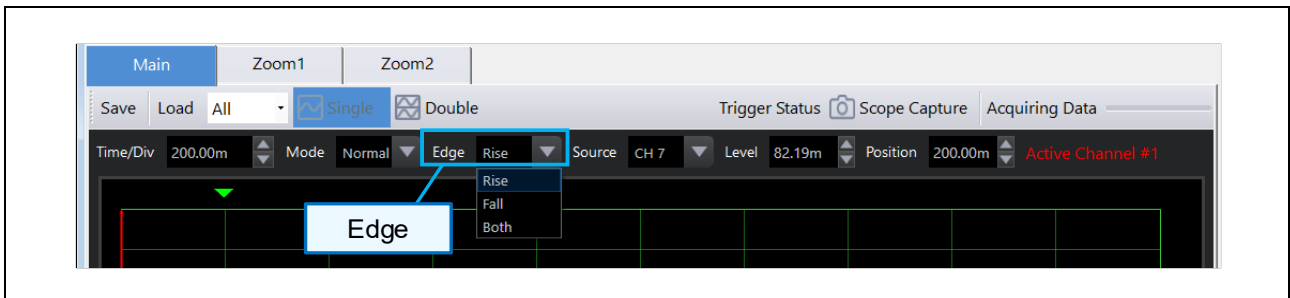 Main Zoom1 Zoom2
Save Load All Single Double Trigger Status Scope Capture Acquiring Data
Time/Div 200.00m Mode Normal Edge Rise Source CH 7 Level 82.19m Position 200.00m Active Channel #1
Rise
Fall
Both
Edge